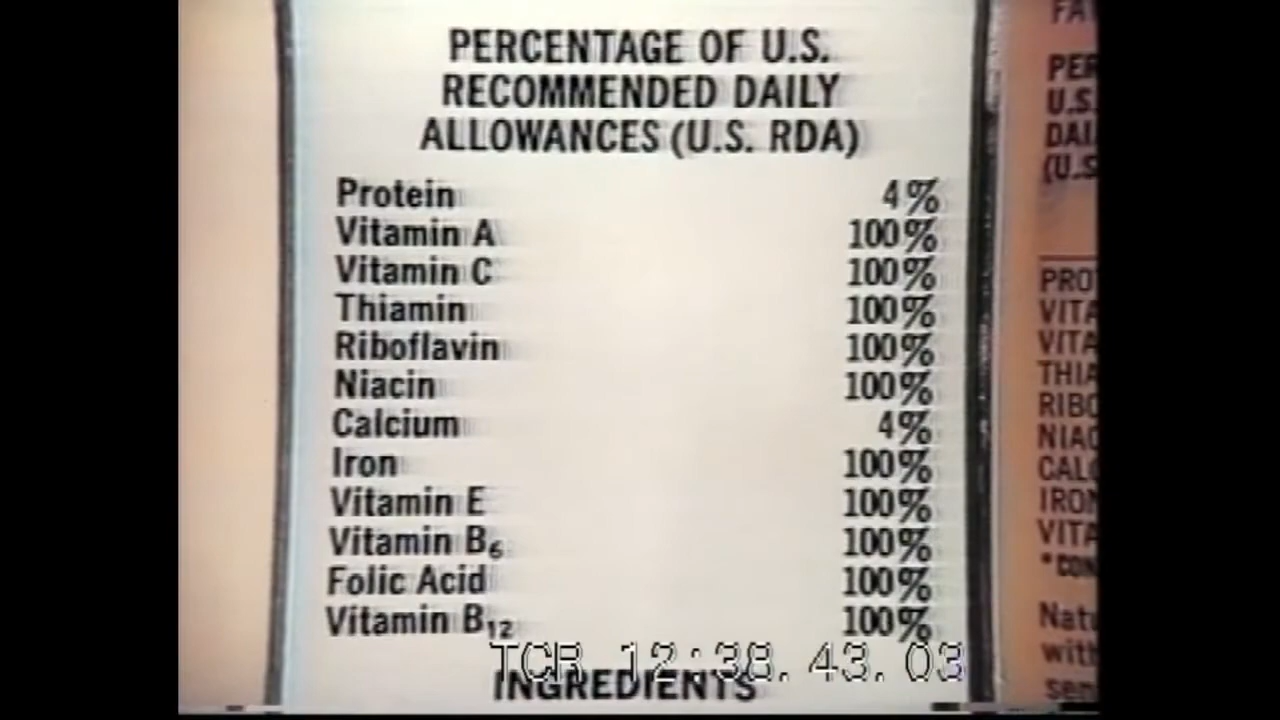 PERCENTAGE OF U.S.
RECOMMENDED DAILY
ALLOWANCES (U.S. RDA)
Protein 4%
Vitamin A 100%
Vitamin C 100%
Thiamin 100%
Riboflavin 100%
Niacin 100%
Calcium 4%
Iron 100%
Vitamin E 100%
Vitamin B₆ 100%
Folic Acid 100%
Vitamin B₁₂ 100%
TCR 12:38.43.03
INGREDIENTS
U.S.